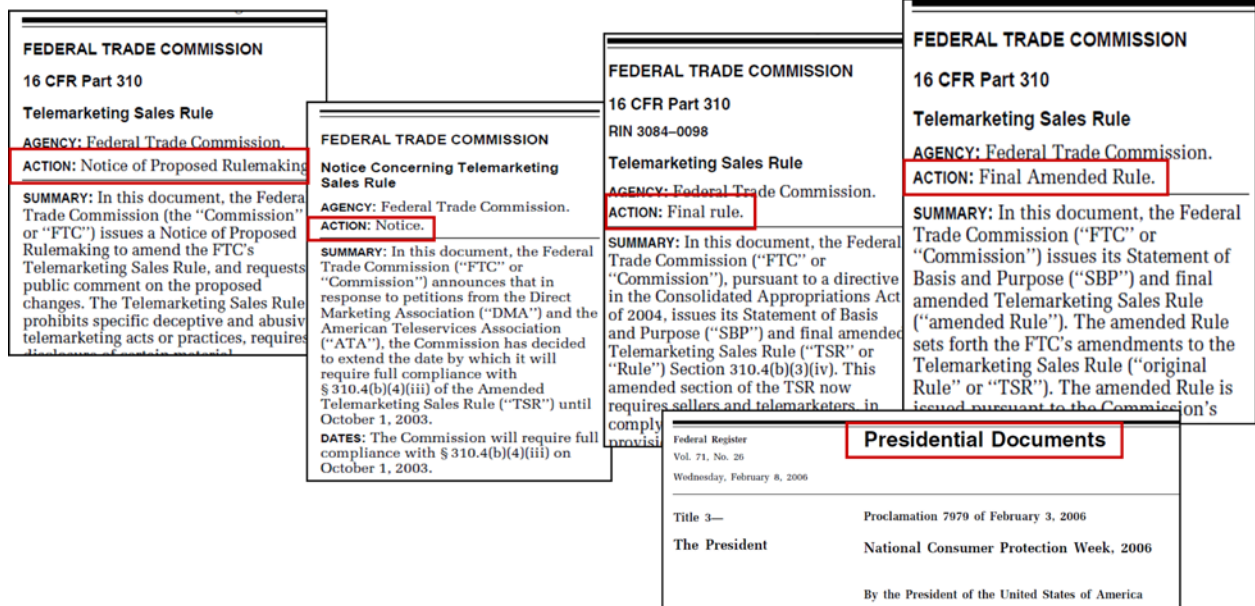 FEDERAL TRADE COMMISSION
16 CFR Part 310
Telemarketing Sales Rule
AGENCY: Federal Trade Commission.
ACTION: Notice of Proposed Rulemaking
SUMMARY: In this document, the Federa
Trade Commission (the ‘‘Commission’’
or ‘‘FTC’’) issues a Notice of Proposed
Rulemaking to amend the FTC’s
Telemarketing Sales Rule, and requests
public comment on the proposed
changes. The Telemarketing Sales Rule
prohibits specific deceptive and abusiv
telemarketing acts or practices, requires
disclosure of certain material
FEDERAL TRADE COMMISSION
Notice Concerning Telemarketing
Sales Rule
AGENCY: Federal Trade Commission.
ACTION: Notice.
SUMMARY: In this document, the Federal
Trade Commission (‘‘FTC’’ or
‘‘Commission’’) announces that in
response to petitions from the Direct
Marketing Association (‘‘DMA’’) and the
American Teleservices Association
(‘‘ATA’’), the Commission has decided
to extend the date by which it will
require full compliance with
§ 310.4(b)(4)(iii) of the Amended
Telemarketing Sales Rule (‘‘TSR’’) until
October 1, 2003.
DATES: The Commission will require full
compliance with § 310.4(b)(4)(iii) on
October 1, 2003.
FEDERAL TRADE COMMISSION
16 CFR Part 310
RIN 3084–0098
Telemarketing Sales Rule
AGENCY: Federal Trade Commission.
ACTION: Final rule.
SUMMARY: In this document, the Federal
Trade Commission (‘‘FTC’’ or
‘‘Commission’’), pursuant to a directive
in the Consolidated Appropriations Act
of 2004, issues its Statement of Basis
and Purpose (‘‘SBP’’) and final amended
Telemarketing Sales Rule (‘‘TSR’’ or
‘‘Rule’’) Section 310.4(b)(3)(iv). This
amended section of the TSR now
requires sellers and telemarketers, in
comply
provisi
FEDERAL TRADE COMMISSION
16 CFR Part 310
Telemarketing Sales Rule
AGENCY: Federal Trade Commission.
ACTION: Final Amended Rule.
SUMMARY: In this document, the Federal
Trade Commission (‘‘FTC’’ or
‘‘Commission’’) issues its Statement of
Basis and Purpose (‘‘SBP’’) and final
amended Telemarketing Sales Rule
(‘‘amended Rule’’). The amended Rule
sets forth the FTC’s amendments to the
Telemarketing Sales Rule (‘‘original
Rule’’ or ‘‘TSR’’). The amended Rule is
issued pursuant to the Commission’s
Federal Register
Vol. 71, No. 26
Wednesday, February 8, 2006
Presidential Documents
Title 3—
The President
Proclamation 7979 of February 3, 2006
National Consumer Protection Week, 2006
By the President of the United States of America